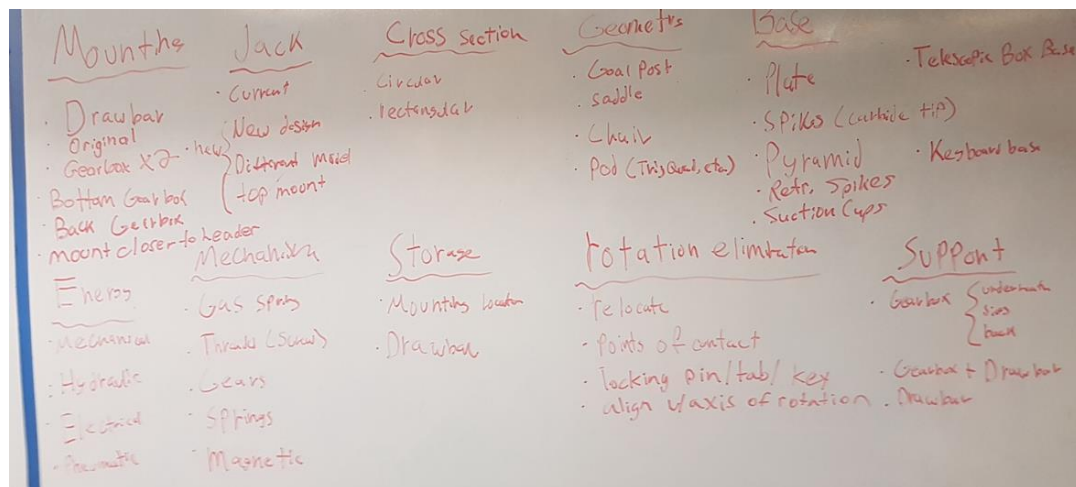 Mounting
· Drawbar
· Original
· Gearbox x2 · new
· Bottom Gearbox
· Back Gearbox
· mount closer to header
Jack
· Current
New design
Different model
top mount
Cross Section
· Circular
· rectangular
Geometry
· Goal Post
· saddle
· Chair
· Pod (Tri, Quad, etc.)
Base
· Plate
· Spikes (carbide tip)
· Pyramid
· Retr. Spikes
· Suction Cups
· Telescopic Box Base
· Keyboard base
Energy
· Mechanical
· Hydraulic
· Electrical
· Pneumatic
Mechanism
· Gas spring
· Threads (Screw)
· Gears
· Springs
· Magnetic
Storage
· Mounting Location
· Drawbar
rotation elimination
· relocate
· Points of contact
· locking pin/tab/key
· align w/axis of rotation
Support
· Gearbox { underneath
back
· Gearbox + Drawbar
· Drawbar